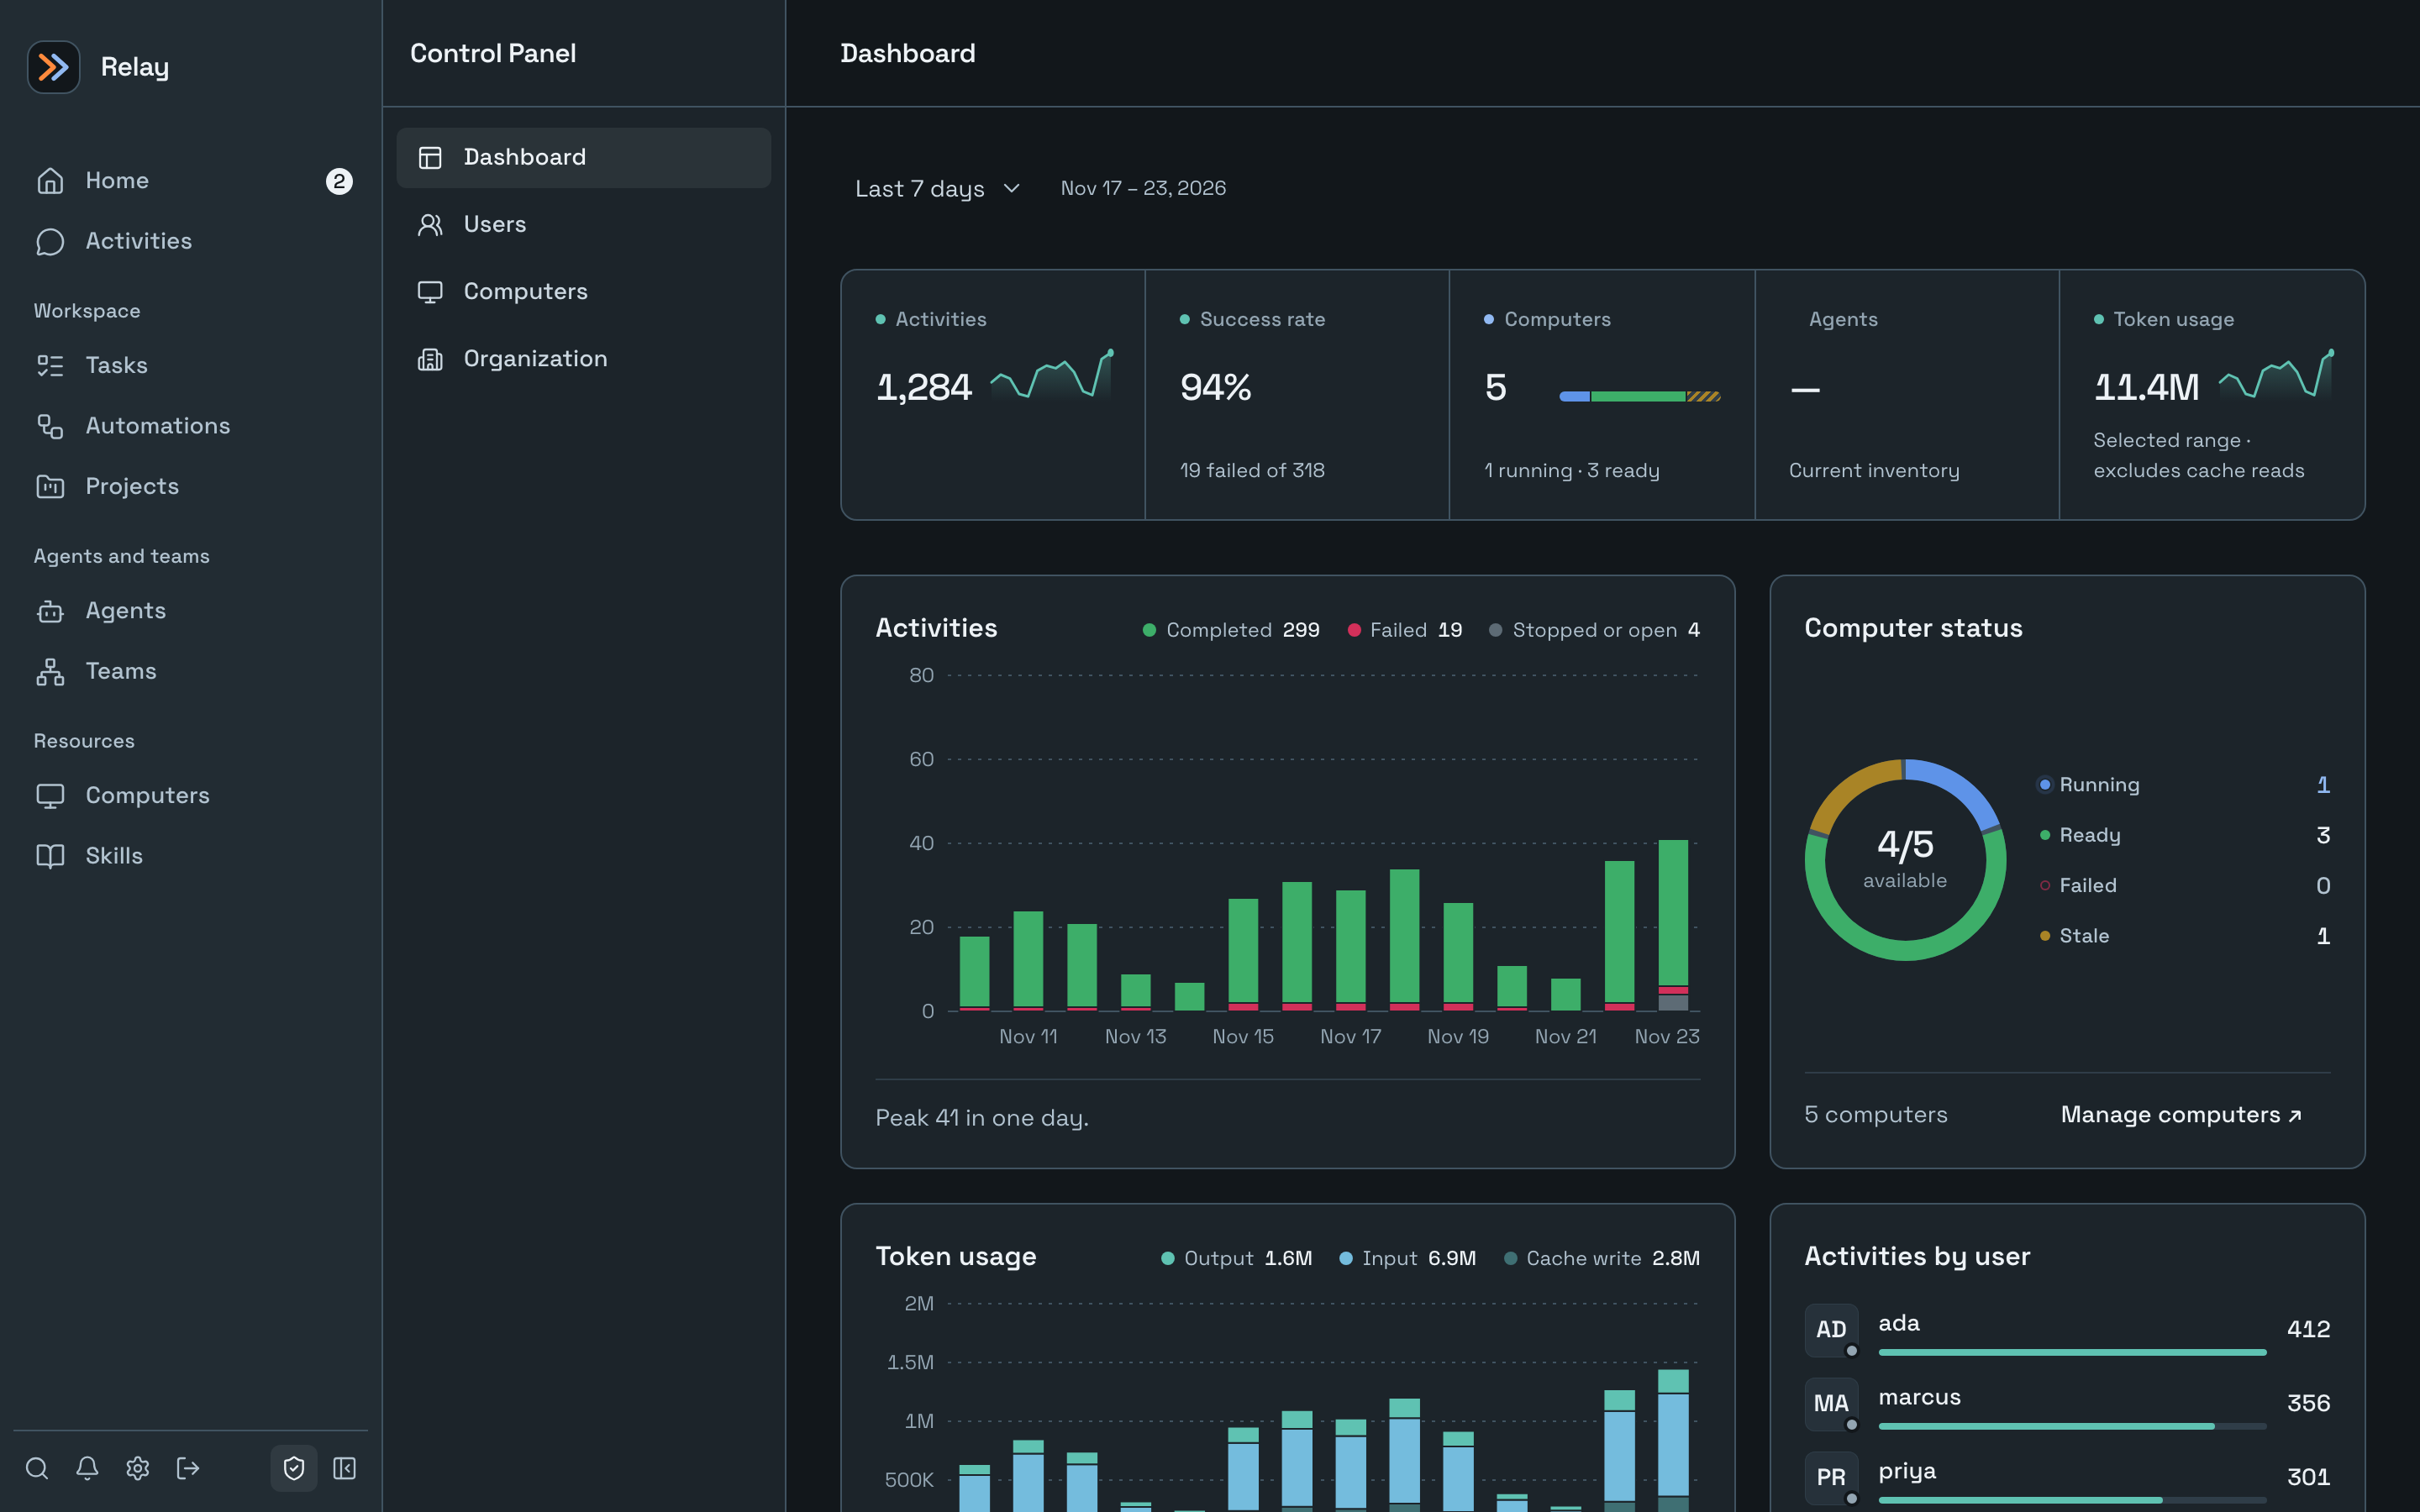 Relay
Home 2
Activities
Workspace
Tasks
Automations
Projects
Agents and teams
Agents
Teams
Resources
Computers
Skills
Control Panel
Dashboard
Users
Computers
Organization
Dashboard
Last 7 days Nov 17 – 23, 2026
Activities
1,284
Success rate
94%
19 failed of 318
Computers
5
1 running · 3 ready
Agents
—
Current inventory
Token usage
11.4M
Selected range ·
excludes cache reads
Activities Completed 299 Failed 19 Stopped or open 4
80
60
40
20
0
Nov 11 Nov 13 Nov 15 Nov 17 Nov 19 Nov 21 Nov 23
Peak 41 in one day.
Computer status
4/5
available
Running 1
Ready 3
Failed 0
Stale 1
5 computers Manage computers ↗
Token usage Output 1.6M Input 6.9M Cache write 2.8M
2M
1.5M
1M
500K
Activities by user
AD ada 412
MA marcus 356
PR priya 301